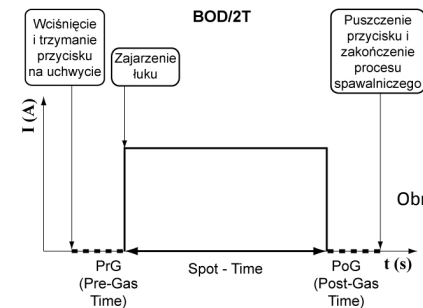 BOD/2T
Wciśnięcie
i trzymanie
przycisku
na uchwycie
Zajarzenie
łuku
Puszczenie
przycisku i
zakończenie
procesu
spawalniczego
I (A)
Obr
PrG
(Pre-Gas
Time)
Spot - Time
PoG
(Post-Gas
Time)
t (s)